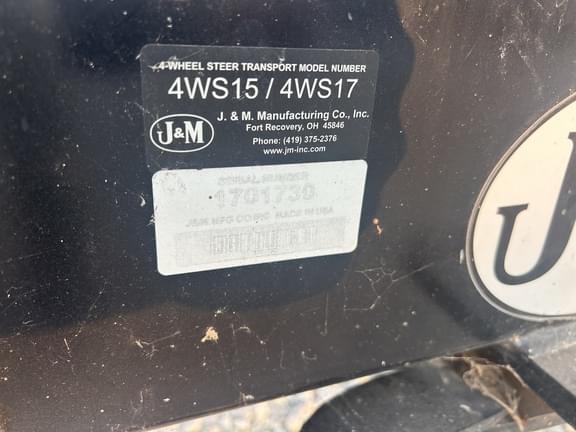 4-WHEEL STEER TRANSPORT MODEL NUMBER
4WS15 / 4WS17
J&M
J. & M. Manufacturing Co., Inc.
Fort Recovery, OH 45846
Phone: (419) 375-2376
www.jm-inc.com
SERIAL NUMBER
1701730
J&M MFG CO INC MADE IN USA
J